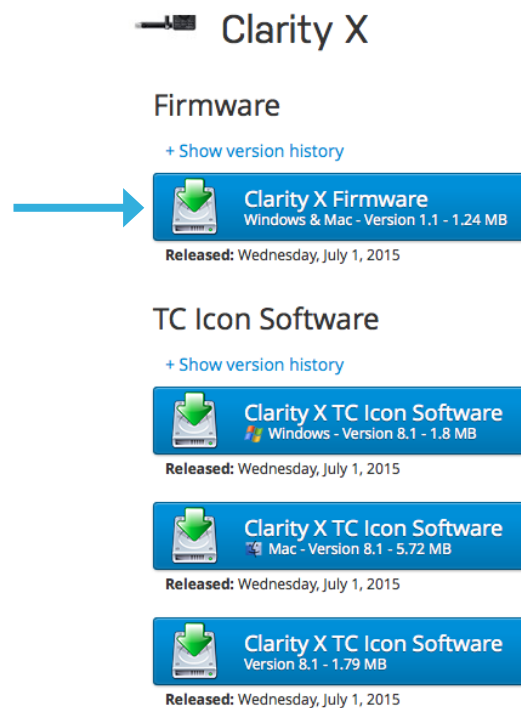 Clarity X
Firmware
+ Show version history
Clarity X Firmware
Windows & Mac - Version 1.1 - 1.24 MB
Released: Wednesday, July 1, 2015
TC Icon Software
+ Show version history
Clarity X TC Icon Software
Windows - Version 8.1 - 1.8 MB
Released: Wednesday, July 1, 2015
Clarity X TC Icon Software
Mac - Version 8.1 - 5.72 MB
Released: Wednesday, July 1, 2015
Clarity X TC Icon Software
Version 8.1 - 1.79 MB
Released: Wednesday, July 1, 2015